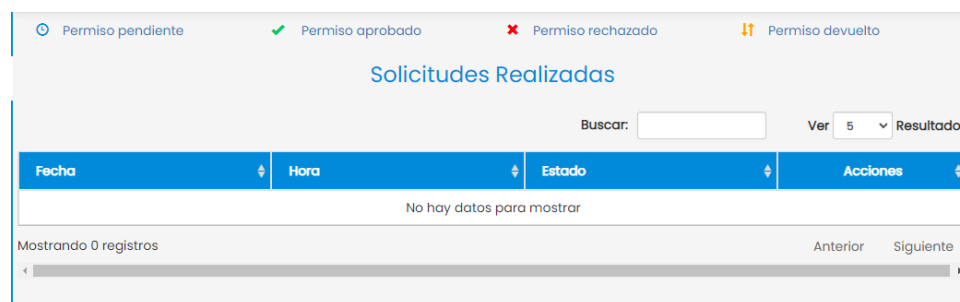 Permiso pendiente Permiso aprobado Permiso rechazado Permiso devuelto
Solicitudes Realizadas
Buscar: Ver 5 Resultado
Fecha Hora Estado Acciones
No hay datos para mostrar
Mostrando 0 registros Anterior Siguiente